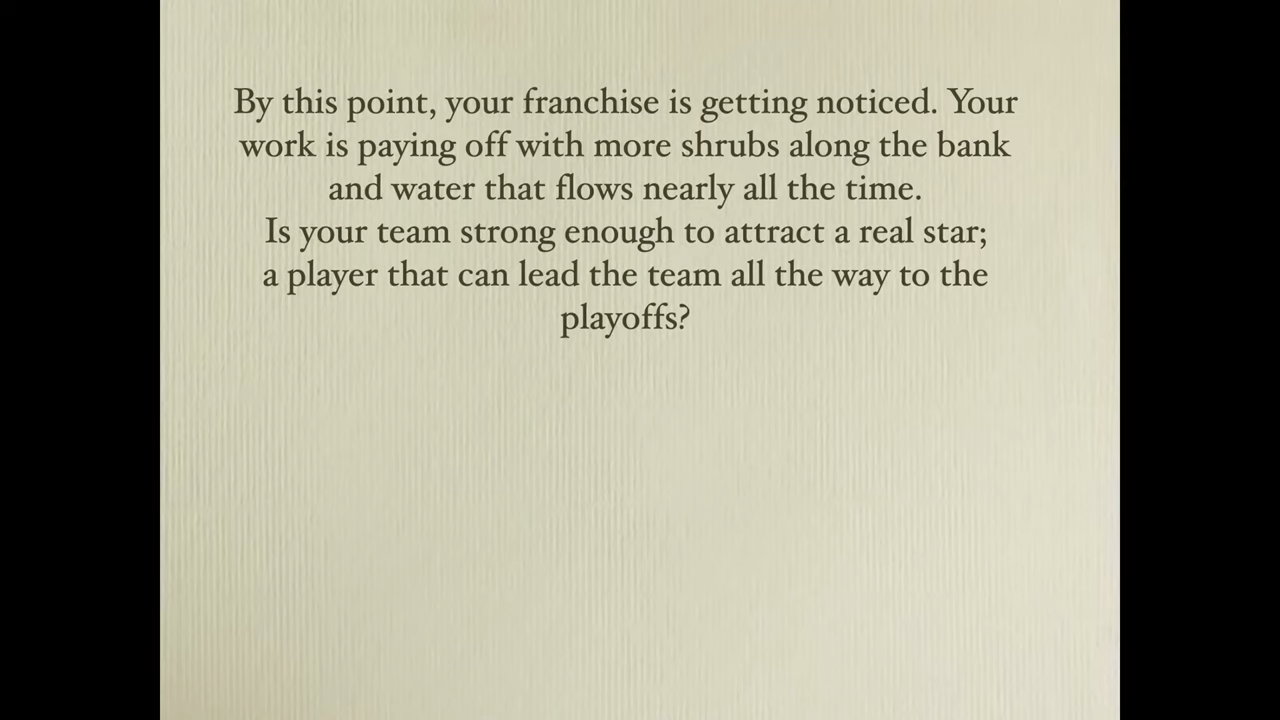 By this point, your franchise is getting noticed. Your
work is paying off with more shrubs along the bank
and water that flows nearly all the time.
Is your team strong enough to attract a real star;
a player that can lead the team all the way to the
playoffs?